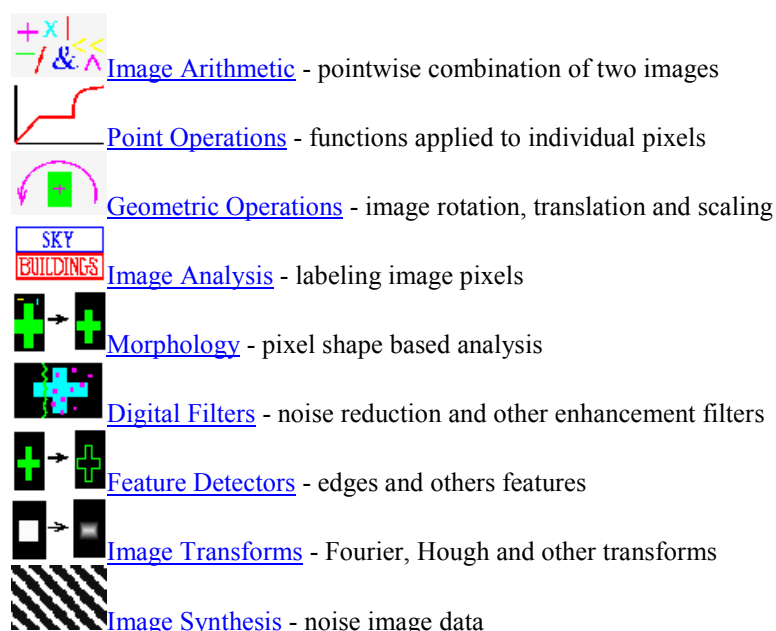 + x |
- / & << ^
Image Arithmetic - pointwise combination of two images
Point Operations - functions applied to individual pixels
Geometric Operations - image rotation, translation and scaling
SKY
BUILDINGS
Image Analysis - labeling image pixels
Morphology - pixel shape based analysis
Digital Filters - noise reduction and other enhancement filters
Feature Detectors - edges and others features
Image Transforms - Fourier, Hough and other transforms
Image Synthesis - noise image data